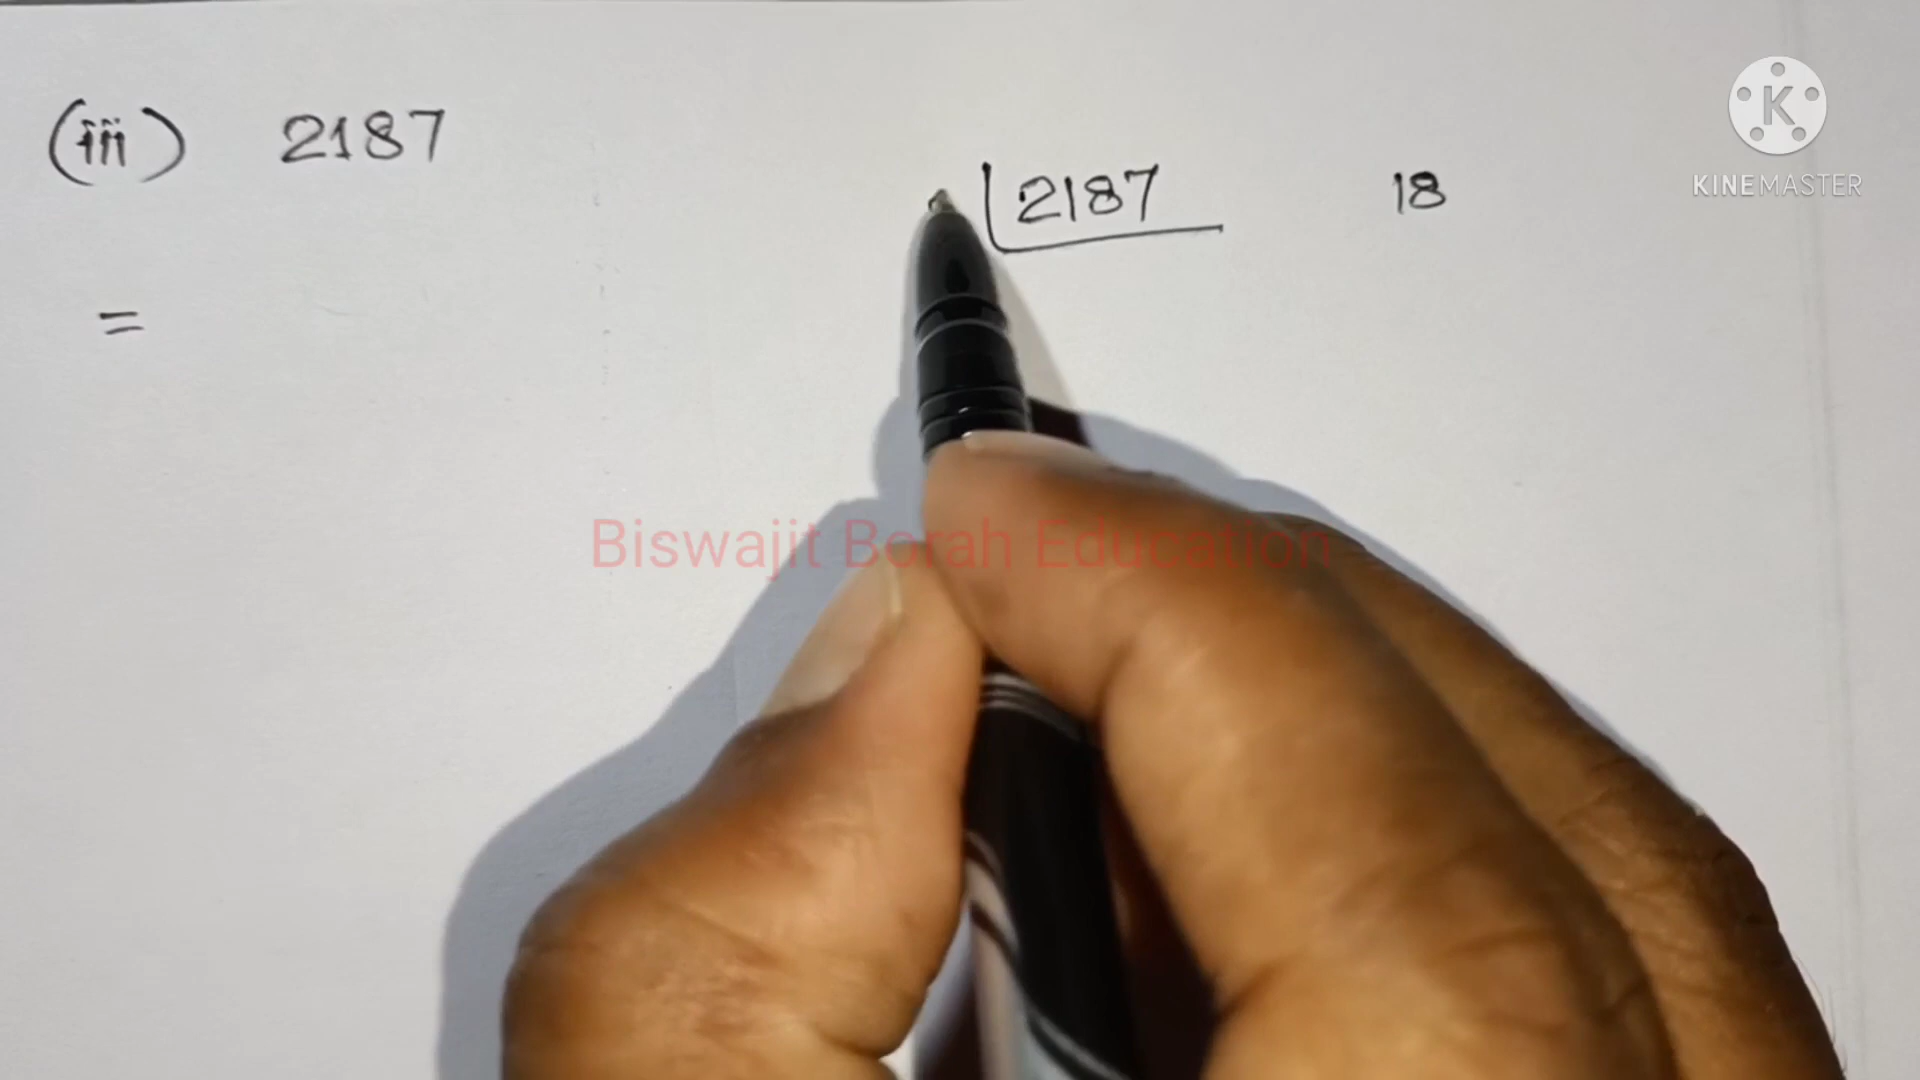 (iii) 2187
2187 18
=
K
KINEMASTER
Biswajit Borah Education